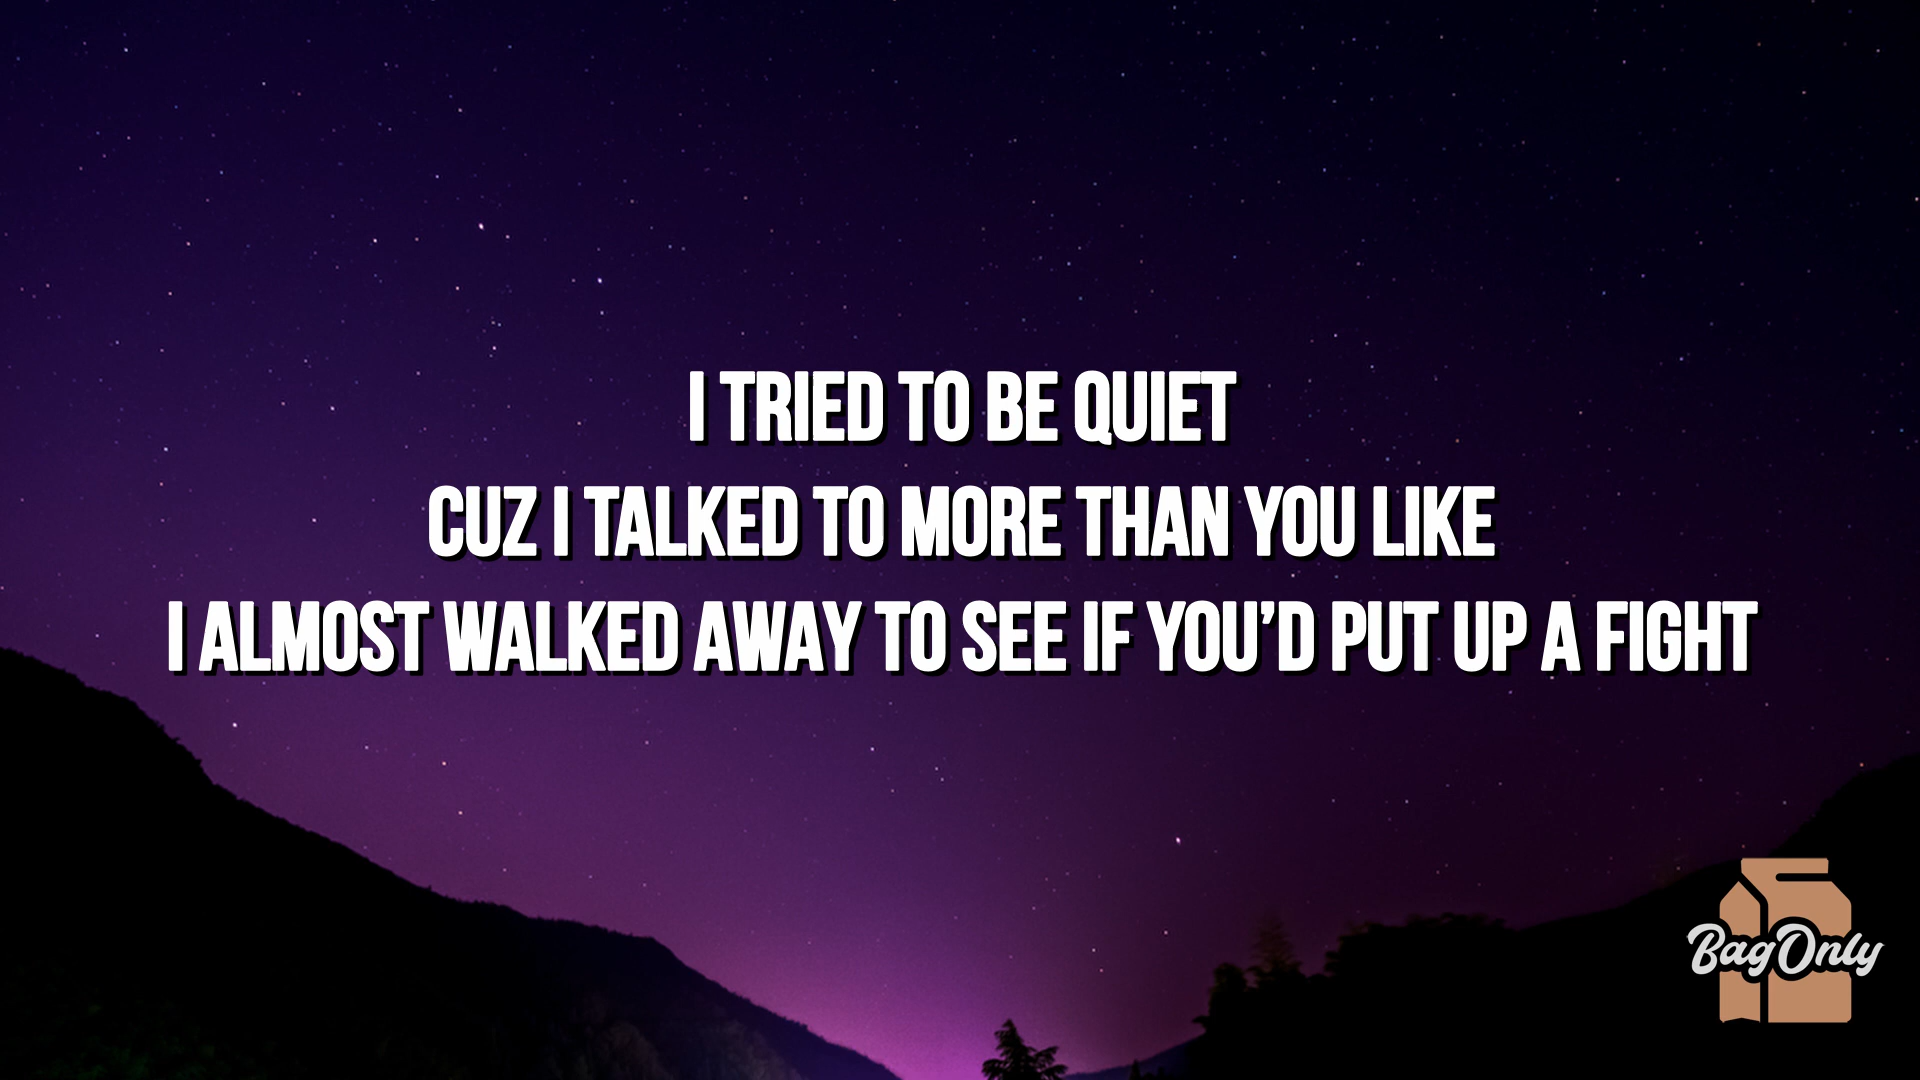 I TRIED TO BE QUIET
CUZ I TALKED TO MORE THAN YOU LIKE
I ALMOST WALKED AWAY TO SEE IF YOU’D PUT UP A FIGHT
BagOnly